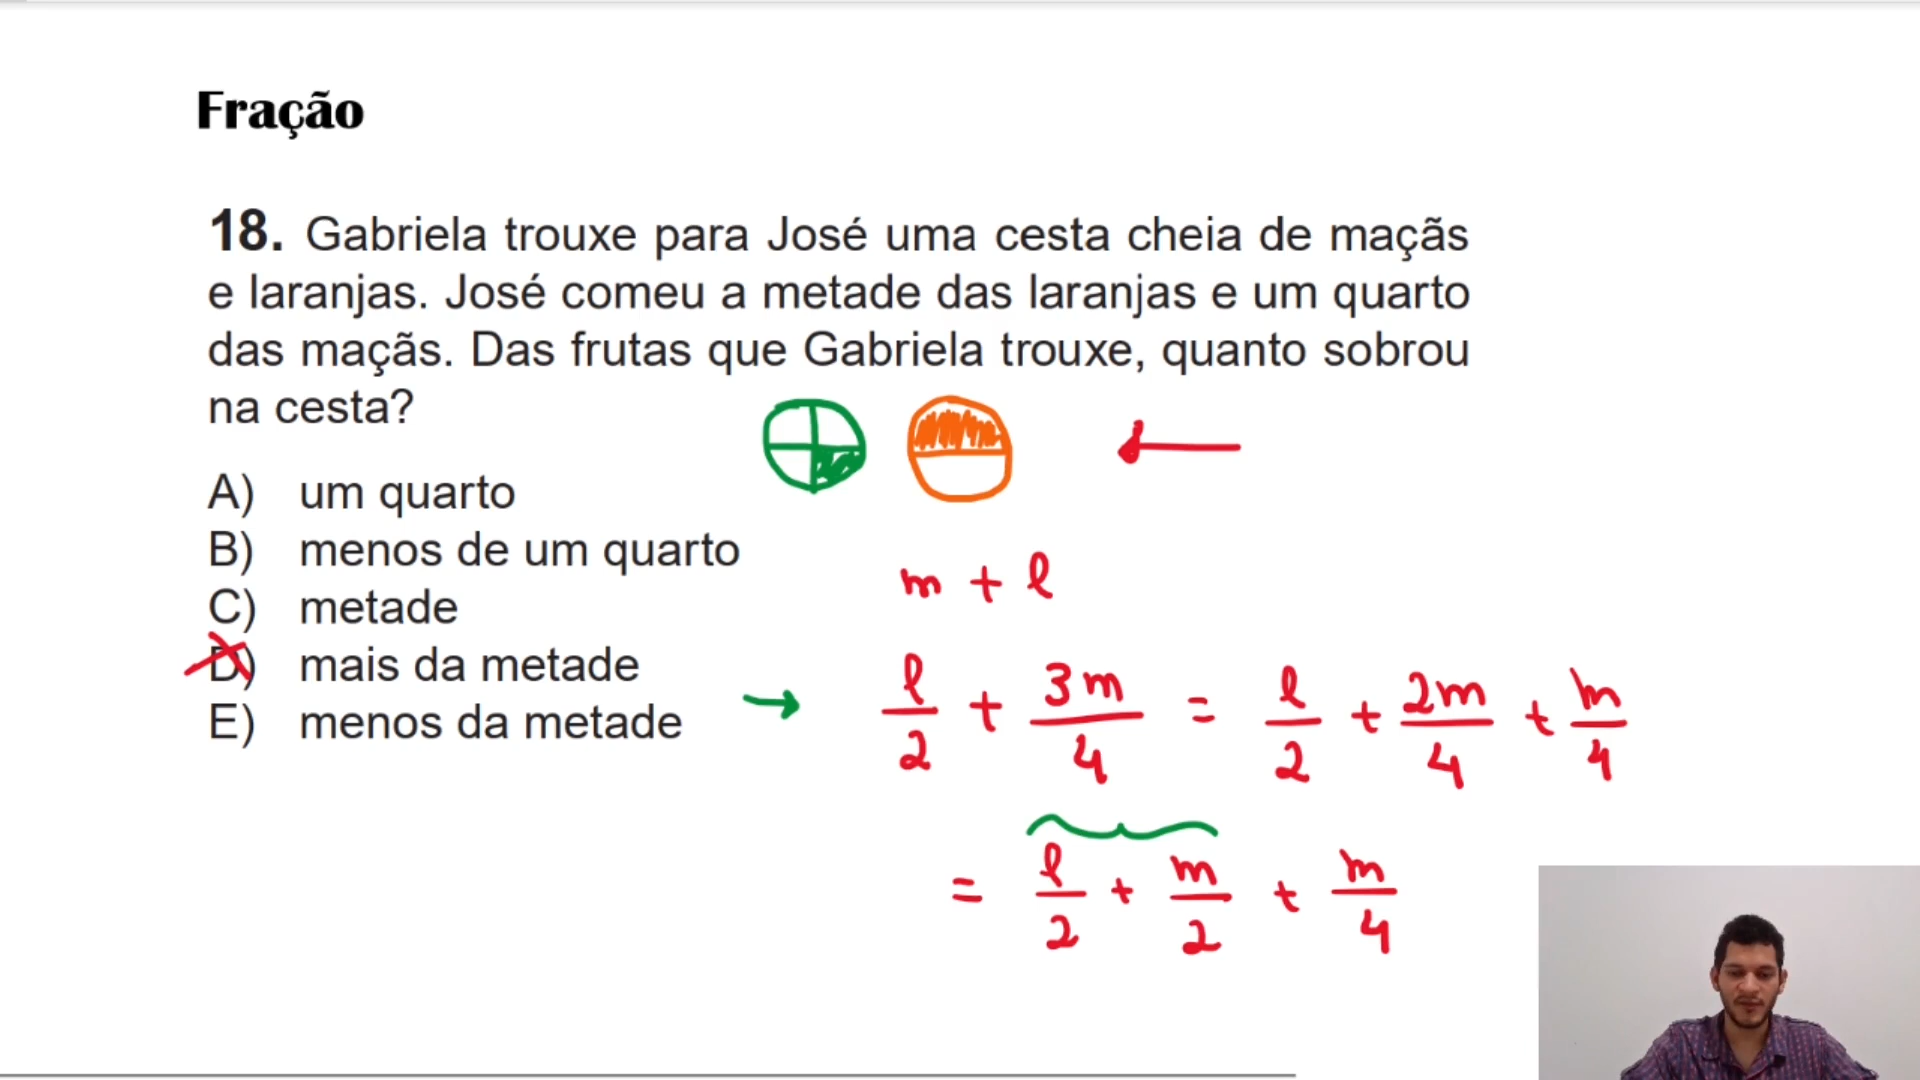 Fração
18. Gabriela trouxe para José uma cesta cheia de maçãs
e laranjas. José comeu a metade das laranjas e um quarto
das maçãs. Das frutas que Gabriela trouxe, quanto sobrou
na cesta?
A) um quarto
B) menos de um quarto
C) metade
D) mais da metade
E) menos da metade
m + l
l/2 + 3m/4 = l/2 + 2m/4 + m/4
= l/2 + m/2 + m/4